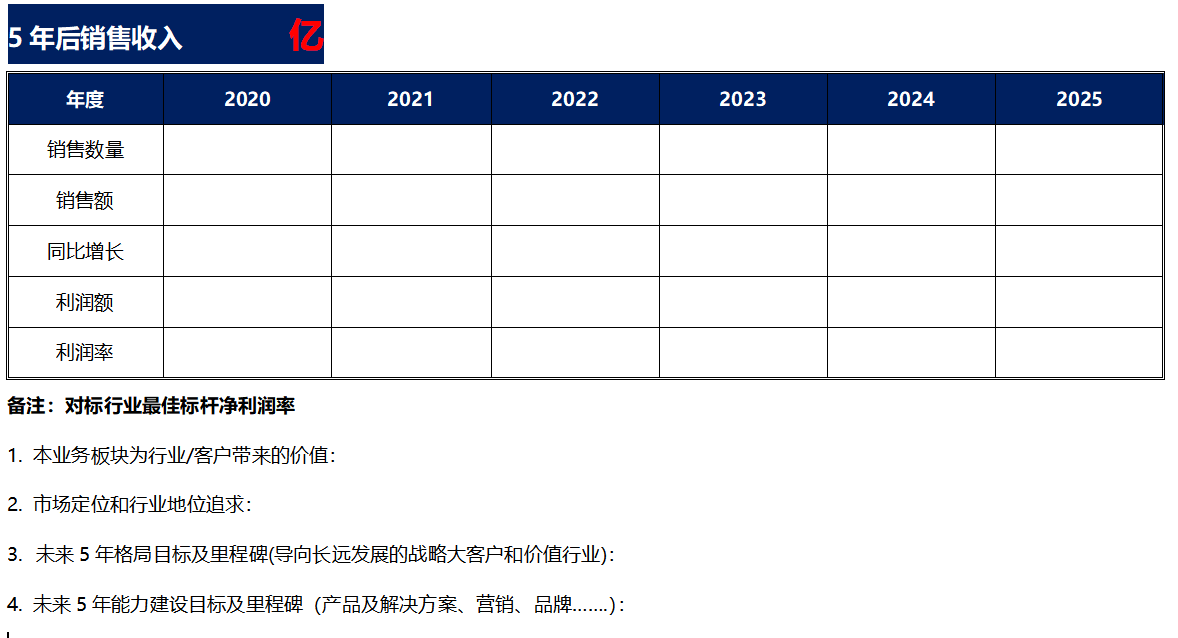 5 年后销售收入 亿
年度 2020 2021 2022 2023 2024 2025
销售数量
销售额
同比增长
利润额
利润率
备注：对标行业最佳标杆净利润率
1. 本业务板块为行业/客户带来的价值：
2. 市场定位和行业地位追求：
3. 未来 5 年格局目标及里程碑(导向长远发展的战略大客户和价值行业)：
4. 未来 5 年能力建设目标及里程碑（产品及解决方案、营销、品牌…….）：